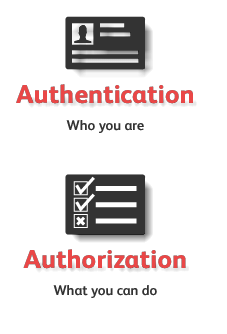 Authentication
Who you are
Authorization
What you can do